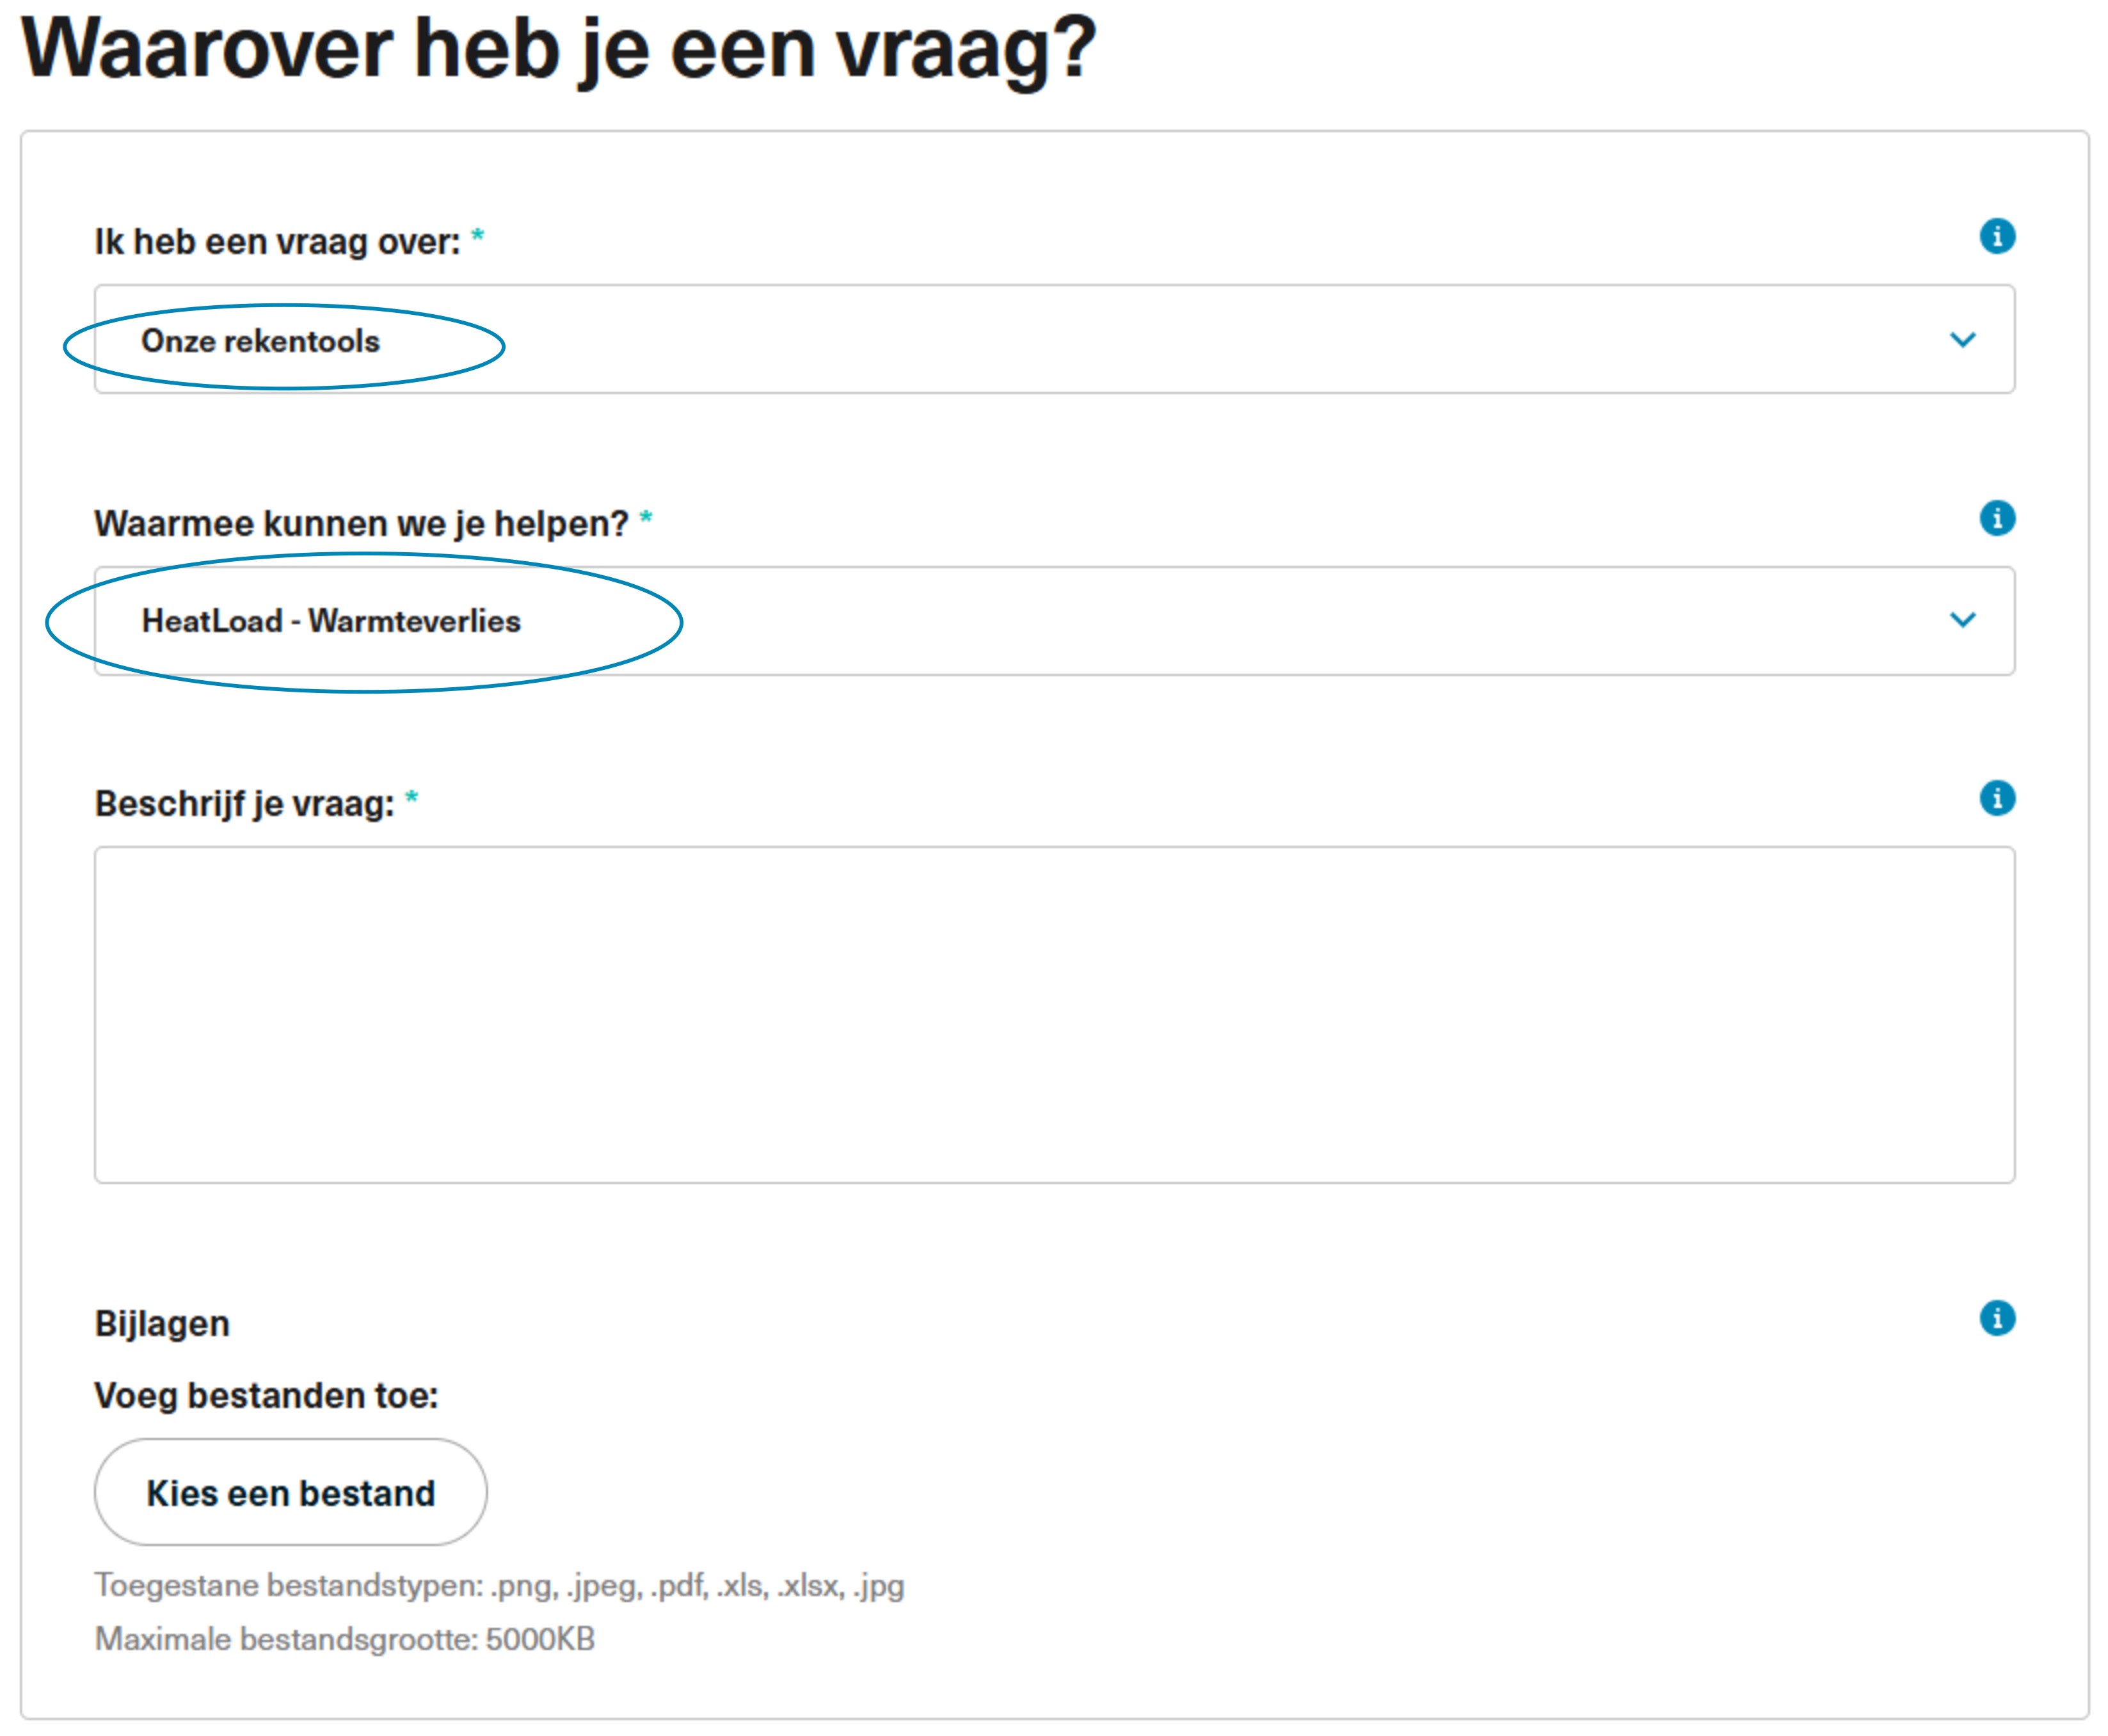 Waarover heb je een vraag?
Ik heb een vraag over: *
Onze rekentools
Waarmee kunnen we je helpen? *
HeatLoad - Warmteverlies
Beschrijf je vraag: *
Bijlagen
Voeg bestanden toe:
Kies een bestand
Toegestane bestandstypen: .png, .jpeg, .pdf, .xls, .xlsx, .jpg
Maximale bestandsgrootte: 5000KB